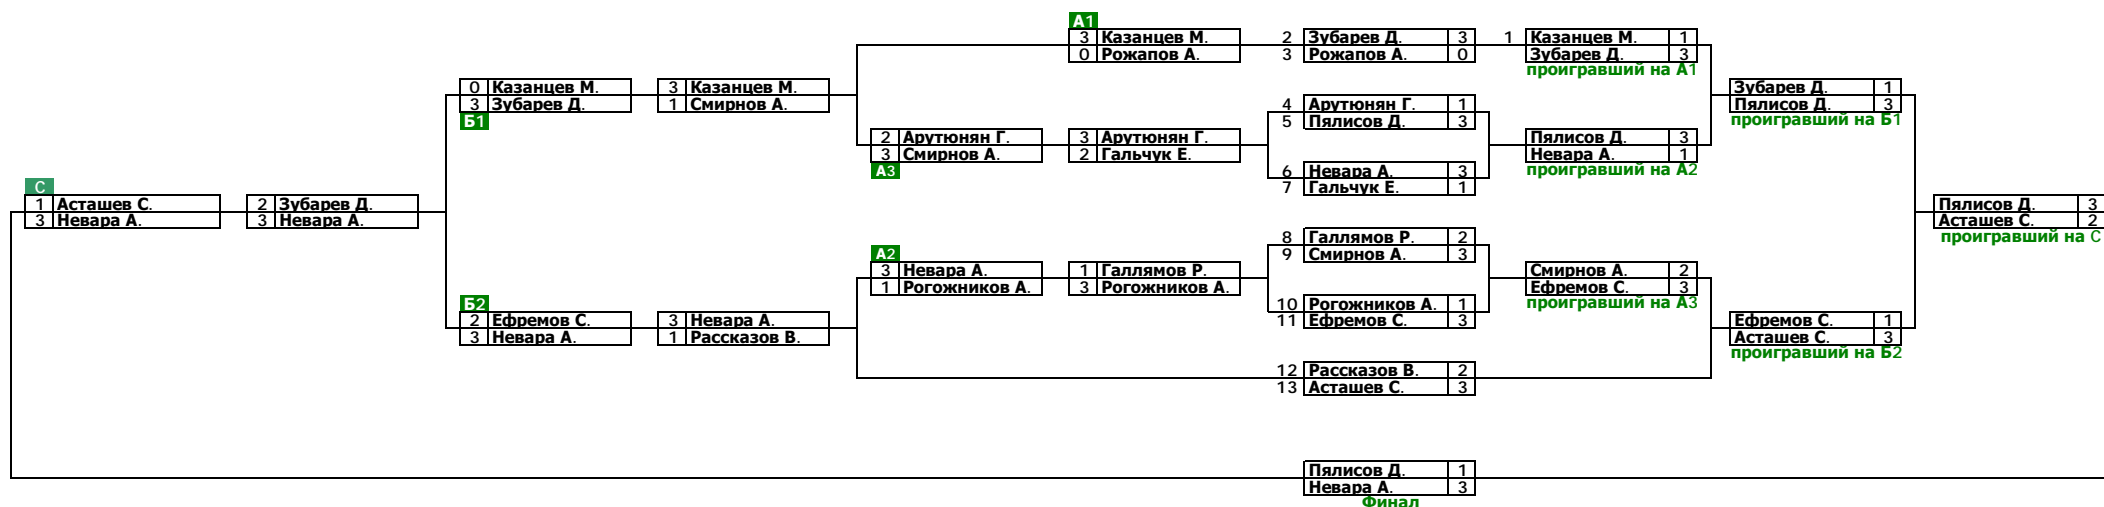 А1
3 Казанцев М. 2 Зубарев Д. 3 1 Казанцев М. 1
0 Рожапов А. 3 Рожапов А. 0 Зубарев Д. 3
проигравший на А1
0 Казанцев М. 3 Казанцев М. Зубарев Д. 1
3 Зубарев Д. 1 Смирнов А. 4 Арутюнян Г. 1 Пялисов Д. 3
Б1 5 Пялисов Д. 3 проигравший на Б1
2 Арутюнян Г. 3 Арутюнян Г. Пялисов Д. 3
3 Смирнов А. 2 Гальчук Е. Невара А. 1
А3 6 Невара А. 3 проигравший на А2
С 7 Гальчук Е. 1
1 Асташев С. 2 Зубарев Д. Пялисов Д. 3
3 Невара А. 3 Невара А. Асташев С. 2
8 Галлямов Р. 2 проигравший на С
А2 9 Смирнов А. 3
3 Невара А. 1 Галлямов Р. Смирнов А. 2
1 Рогожников А. 3 Рогожников А. Ефремов С. 3
Б2 10 Рогожников А. 1 проигравший на А3
2 Ефремов С. 3 Невара А. 11 Ефремов С. 3 Ефремов С. 1
3 Невара А. 1 Рассказов В. Асташев С. 3
проигравший на Б2
12 Рассказов В. 2
13 Асташев С. 3
Пялисов Д. 1
Невара А. 3
Финал